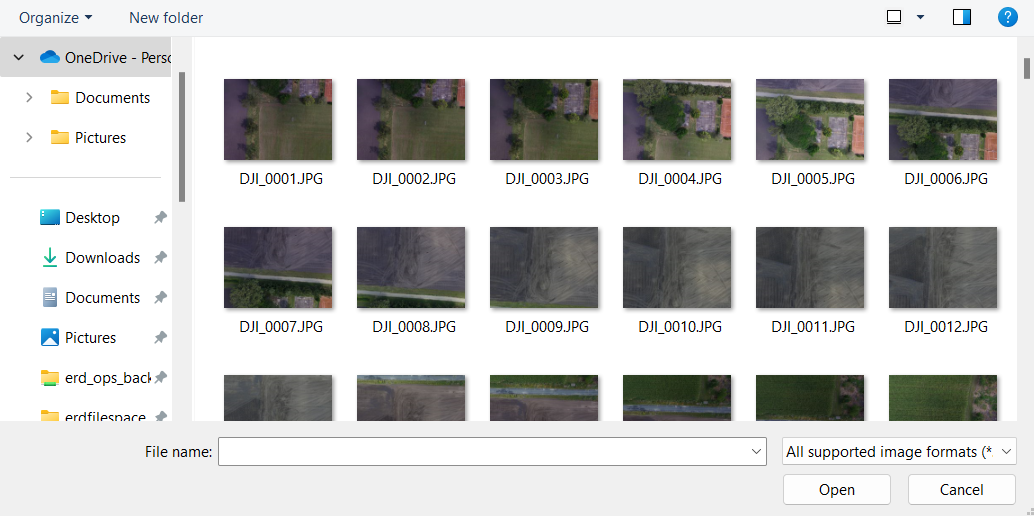 Organize New folder
OneDrive - Perso
Documents
Pictures
Desktop
Downloads
Documents
Pictures
erd_ops_back
erdfilespace
DJI_0001.JPG DJI_0002.JPG DJI_0003.JPG DJI_0004.JPG DJI_0005.JPG DJI_0006.JPG
DJI_0007.JPG DJI_0008.JPG DJI_0009.JPG DJI_0010.JPG DJI_0011.JPG DJI_0012.JPG
File name: All supported image formats (*.
Open Cancel